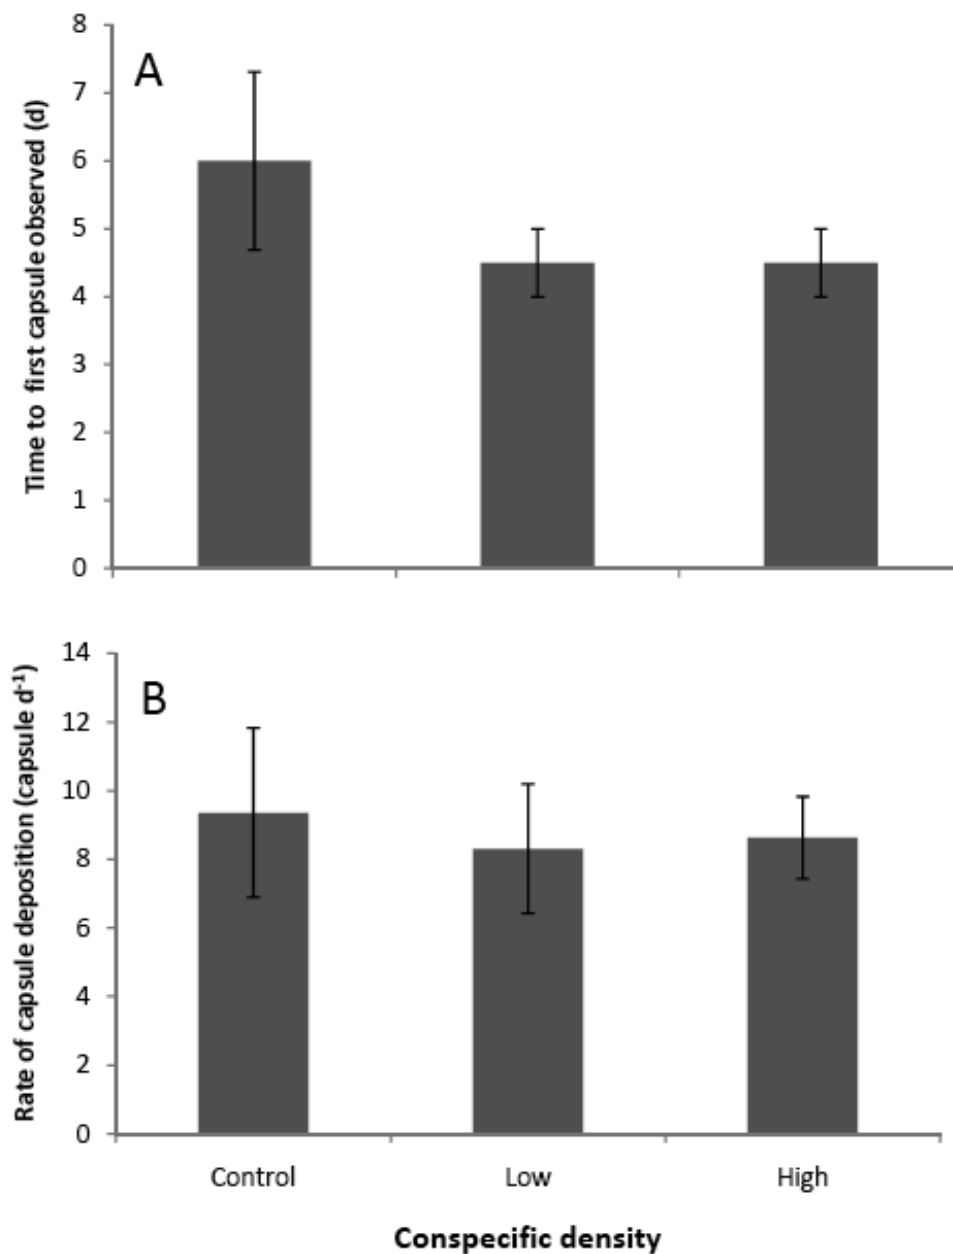 A
Time to first capsule observed (d)
8
7
6
5
4
3
2
1
0
B
Rate of capsule deposition (capsule d⁻¹)
14
12
10
8
6
4
2
0
Control Low High
Conspecific density